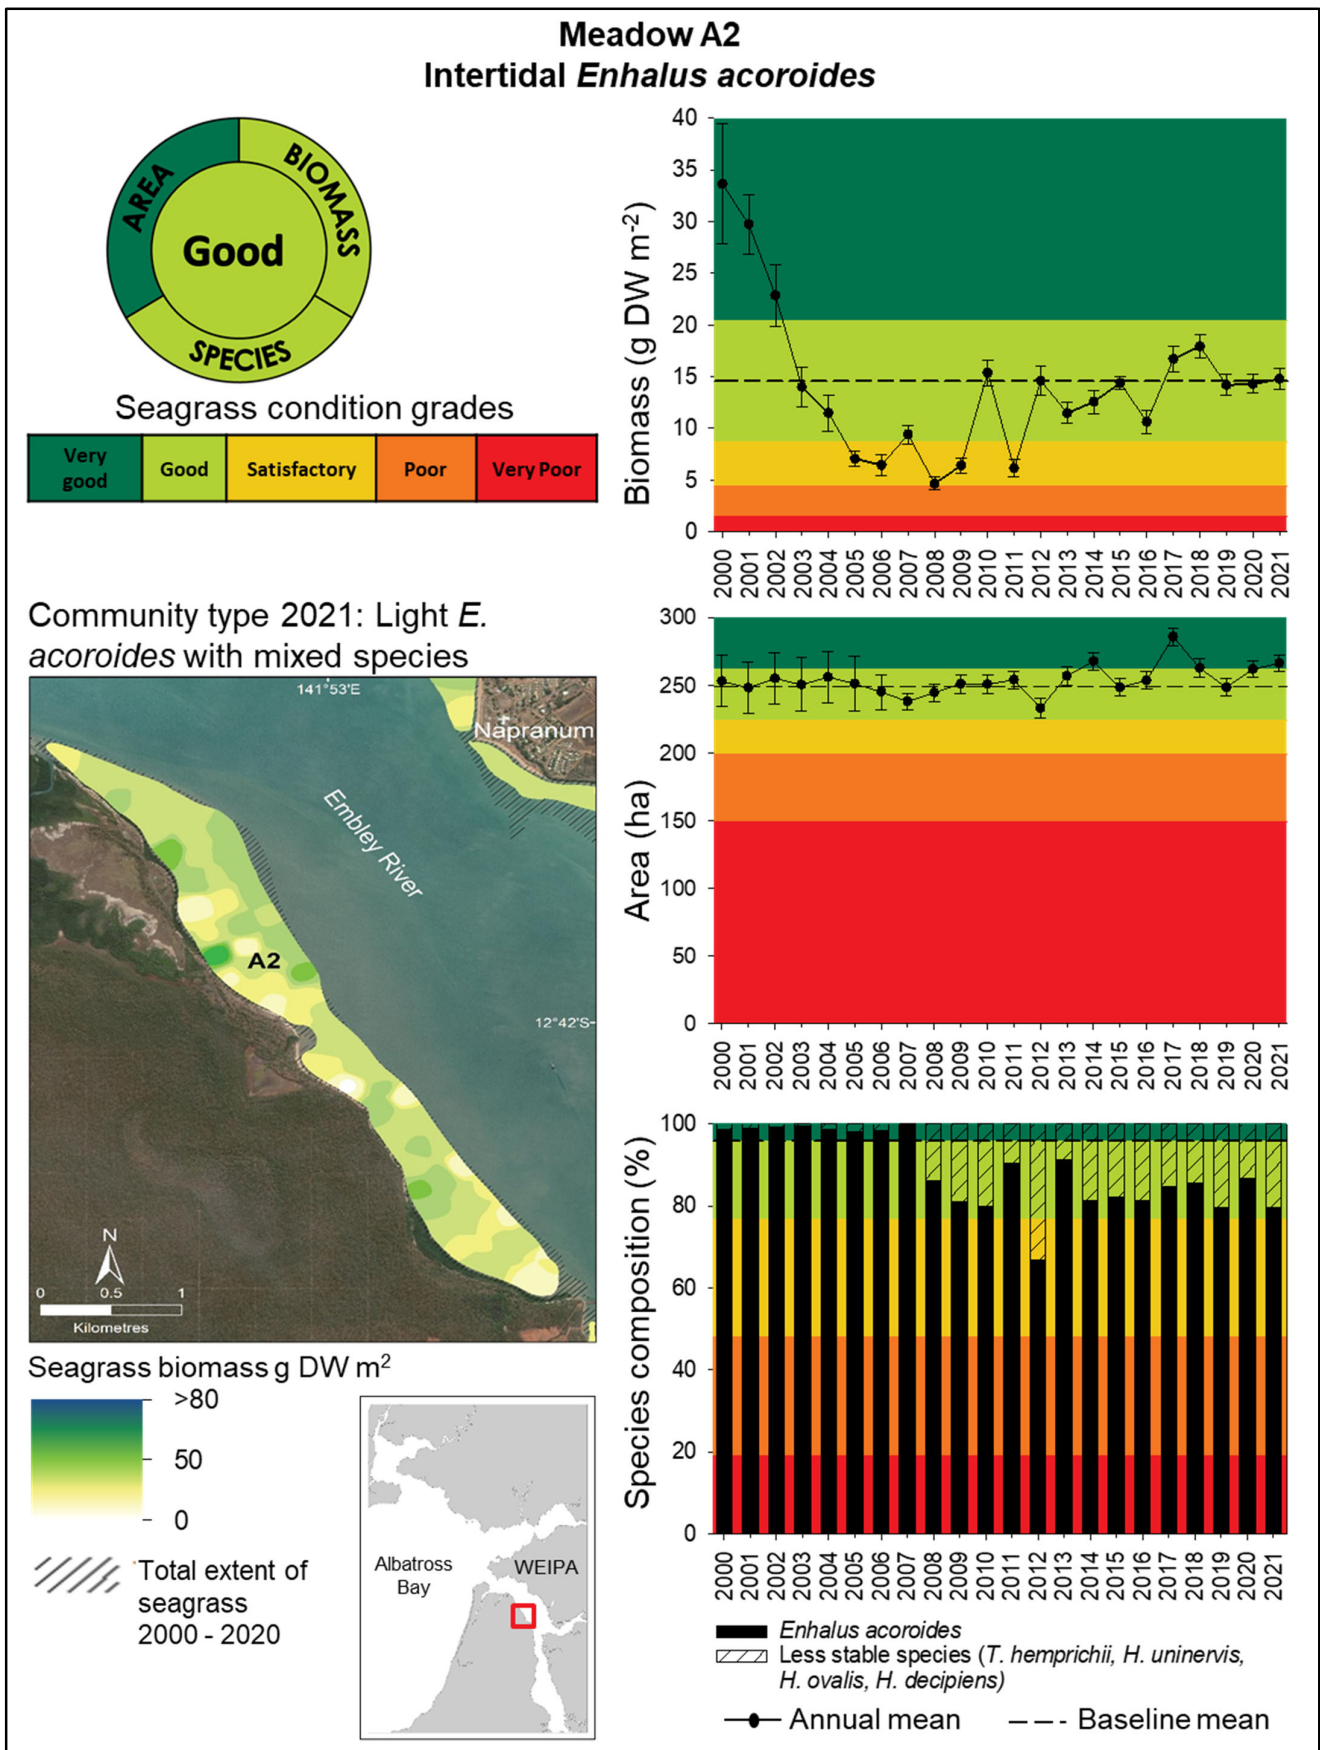 Meadow A2
Intertidal Enhalus acoroides
AREA
BIOMASS
SPECIES
Good
Seagrass condition grades
Very good
Good
Satisfactory
Poor
Very Poor
Biomass (g DW m-2)
40
35
30
25
20
15
10
5
0
2000 2001 2002 2003 2004 2005 2006 2007 2008 2009 2010 2011 2012 2013 2014 2015 2016 2017 2018 2019 2020 2021
Community type 2021: Light E.
acoroides with mixed species
141°53'E
Napranum
Embley River
A2
12°42'S
N
0 0.5 1
Kilometres
Area (ha)
300
250
200
150
100
50
0
2000 2001 2002 2003 2004 2005 2006 2007 2008 2009 2010 2011 2012 2013 2014 2015 2016 2017 2018 2019 2020 2021
Seagrass biomass g DW m2
>80
50
0
Total extent of
seagrass
2000 - 2020
Albatross
Bay
WEIPA
Species composition (%)
100
80
60
40
20
0
2000 2001 2002 2003 2004 2005 2006 2007 2008 2009 2010 2011 2012 2013 2014 2015 2016 2017 2018 2019 2020 2021
Enhalus acoroides
Less stable species (T. hemprichii, H. uninervis,
H. ovalis, H. decipiens)
Annual mean
Baseline mean